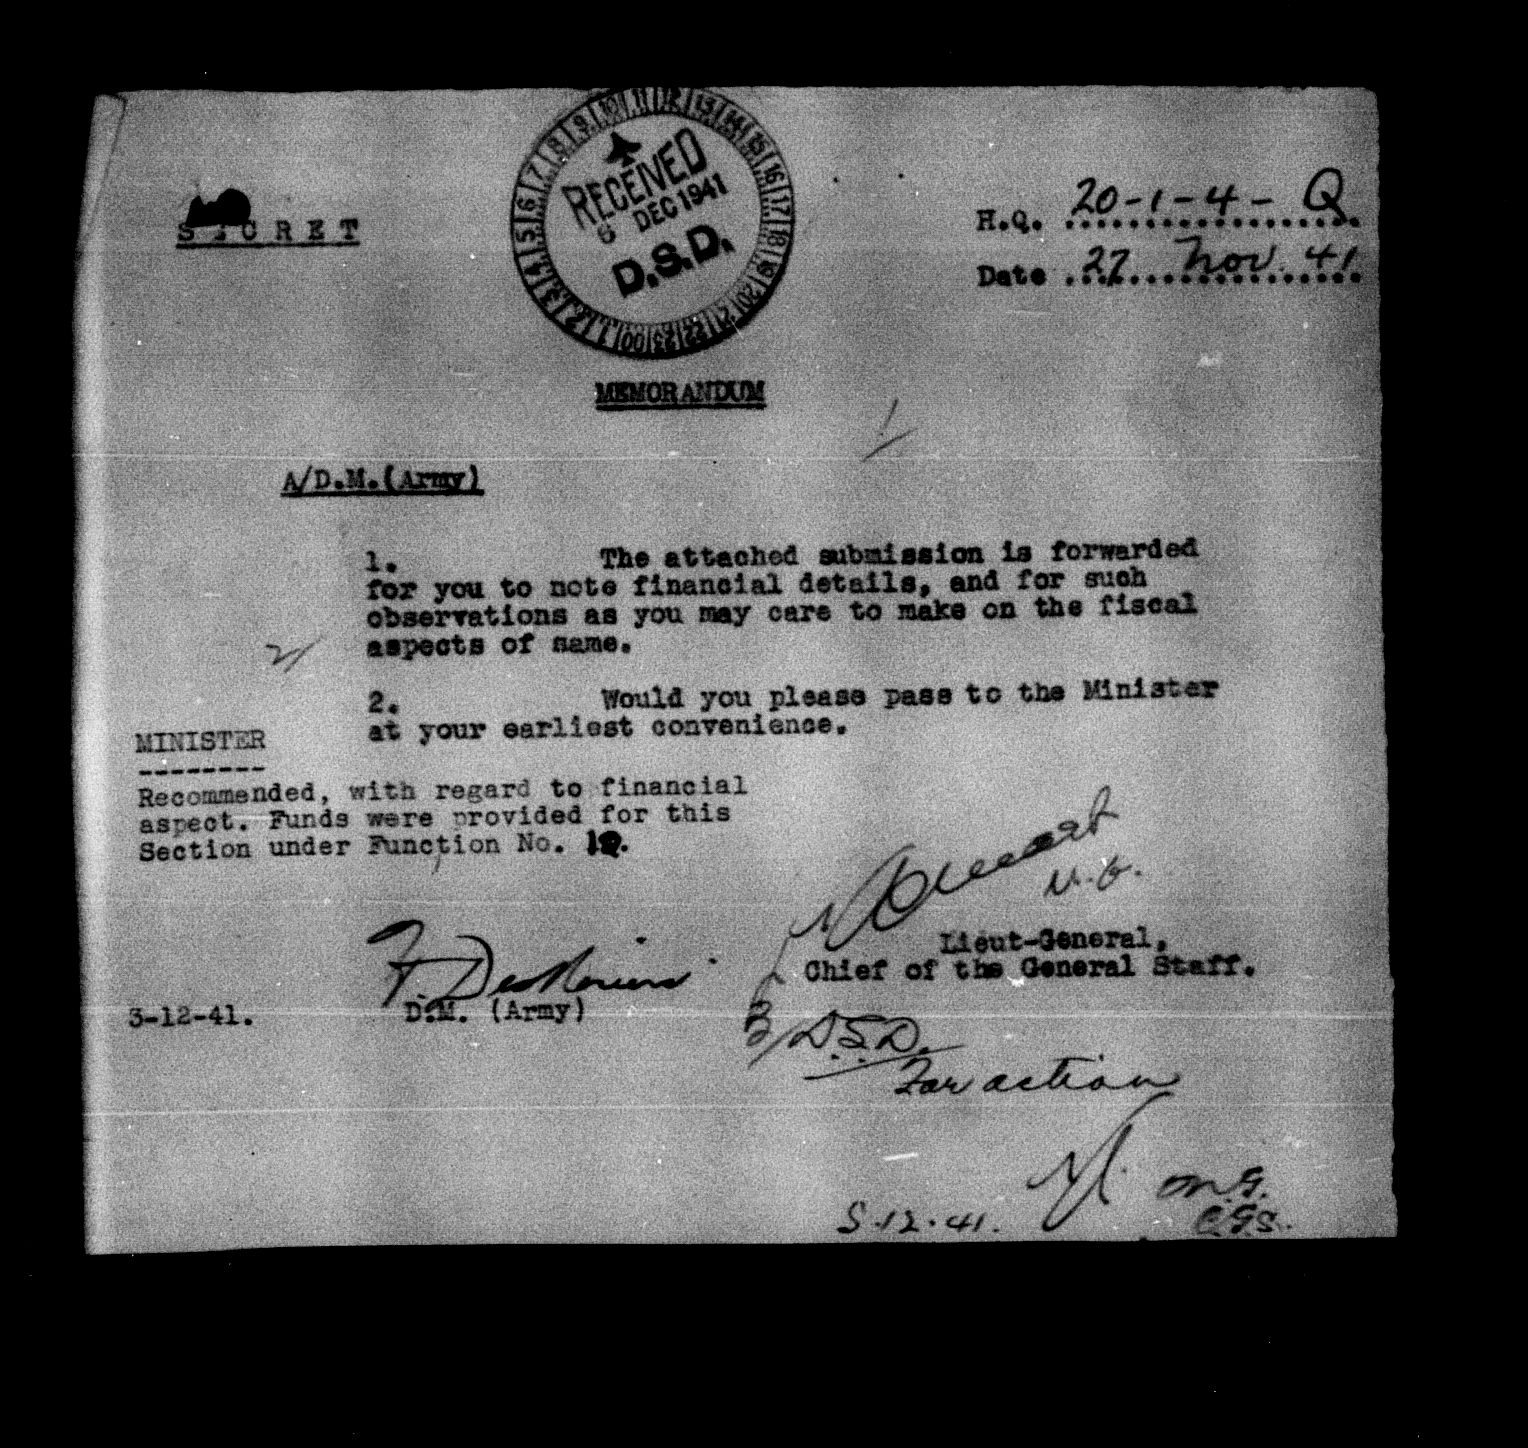 RECEIVED
6 DEC 1941
D.S.D.
S E C R E T
H.Q. 20-1-4-Q
Date 27 Nov. 41
MEMORANDUM
1/
A/D.M.(Army)
1. The attached submission is forwarded
for you to note financial details, and for such
observations as you may care to make on the fiscal
aspects of same.
2. Would you please pass to the Minister
at your earliest convenience.
2/
MINISTER
--------
Recommended, with regard to financial
aspect. Funds were provided for this
Section under Function No.
Lieut-General,
Chief of the General Staff.
3-12-41.
D.M. (Army)
3/ D.S.D.
For action
5.12.41.
M.G.
C.G.S.